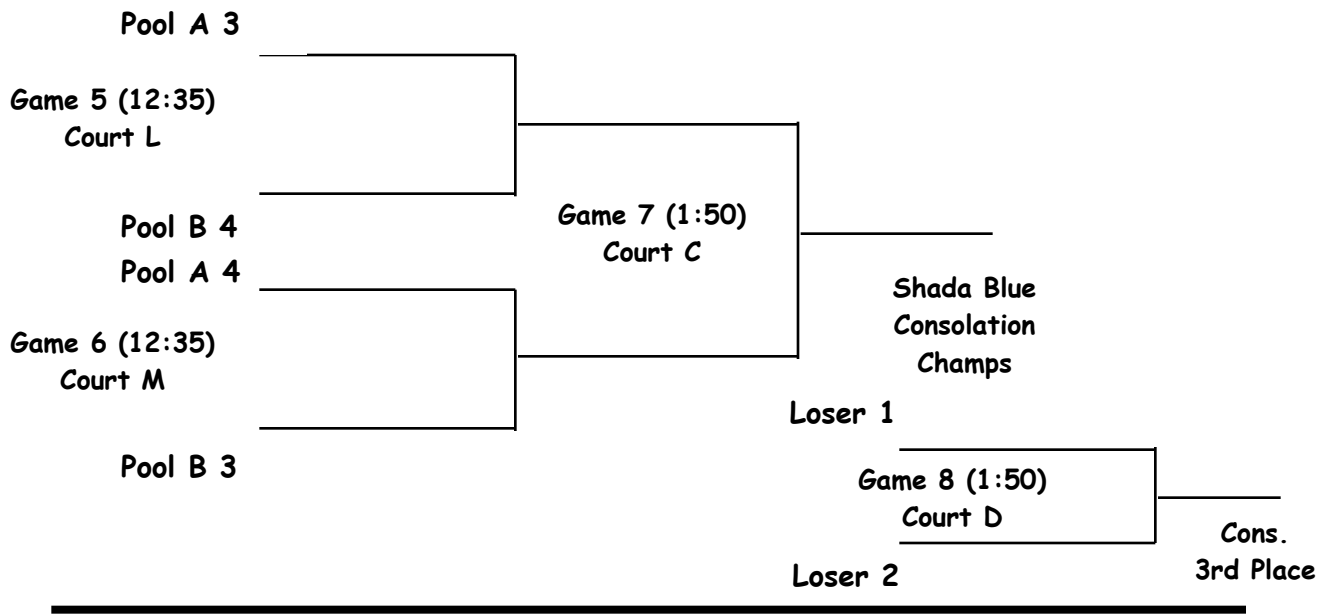 Pool A 3
Game 5 (12:35)
Court L
Pool B 4
Game 7 (1:50)
Court C
Pool A 4
Shada Blue
Consolation
Champs
Game 6 (12:35)
Court M
Loser 1
Pool B 3
Game 8 (1:50)
Court D
Cons.
3rd Place
Loser 2